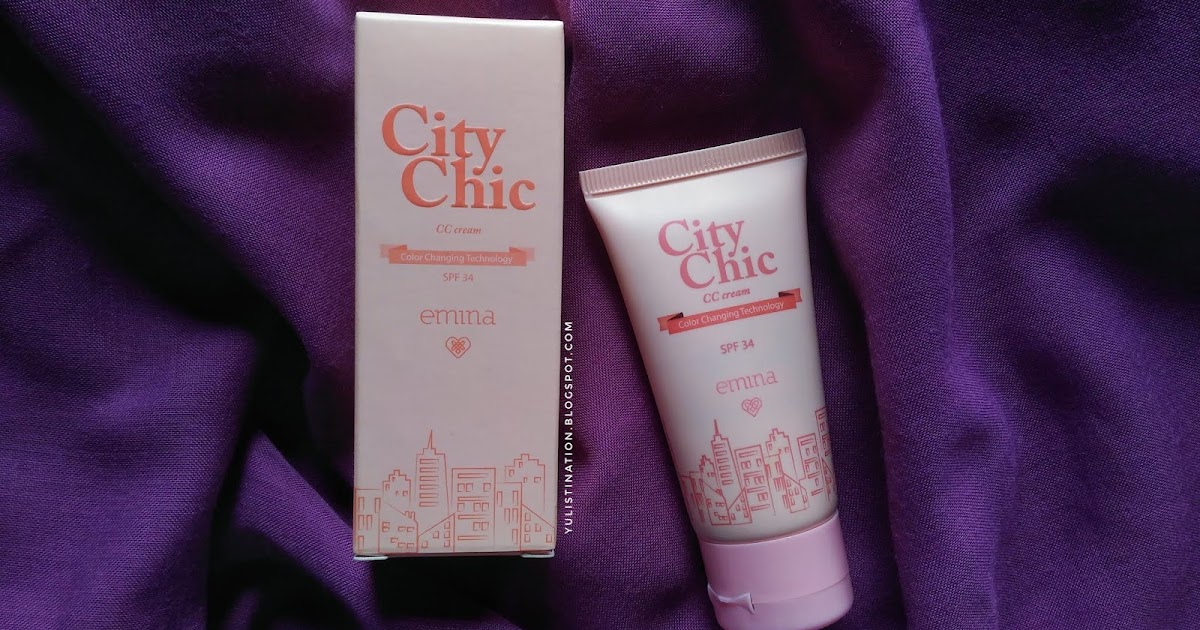 City
Chic
CC cream
Color Changing Technology
SPF 34
emina
YULISTINATION.BLOGSPOT.COM
City
Chic
CC cream
Color Changing Technology
SPF 34
emina